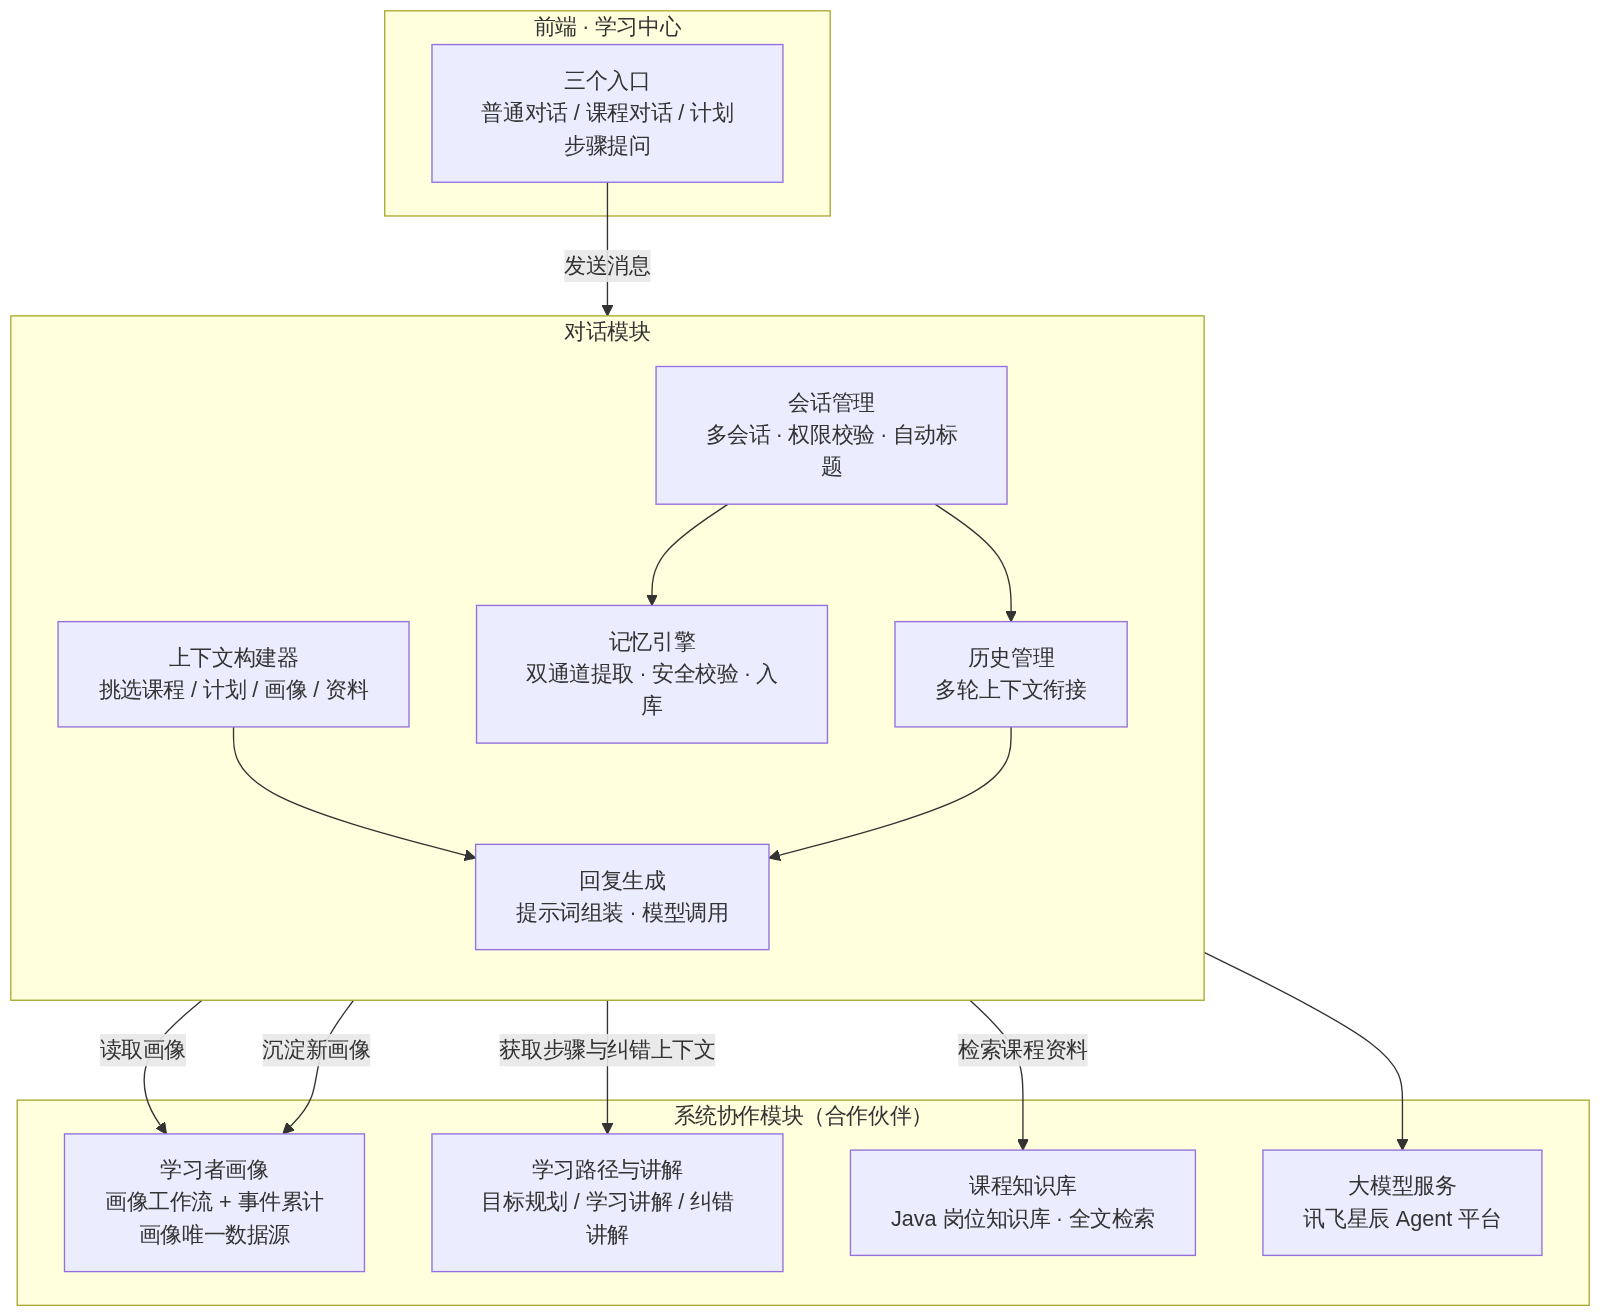 前端 · 学习中心
三个入口
普通对话 / 课程对话 / 计划
步骤提问
发送消息
对话模块
会话管理
多会话 · 权限校验 · 自动标
题
上下文构建器
挑选课程 / 计划 / 画像 / 资料
记忆引擎
双通道提取 · 安全校验 · 入
库
历史管理
多轮上下文衔接
回复生成
提示词组装 · 模型调用
读取画像
沉淀新画像
获取步骤与纠错上下文
检索课程资料
系统协作模块（合作伙伴）
学习者画像
画像工作流 + 事件累计
画像唯一数据源
学习路径与讲解
目标规划 / 学习讲解 / 纠错
讲解
课程知识库
Java 岗位知识库 · 全文检索
大模型服务
讯飞星辰 Agent 平台